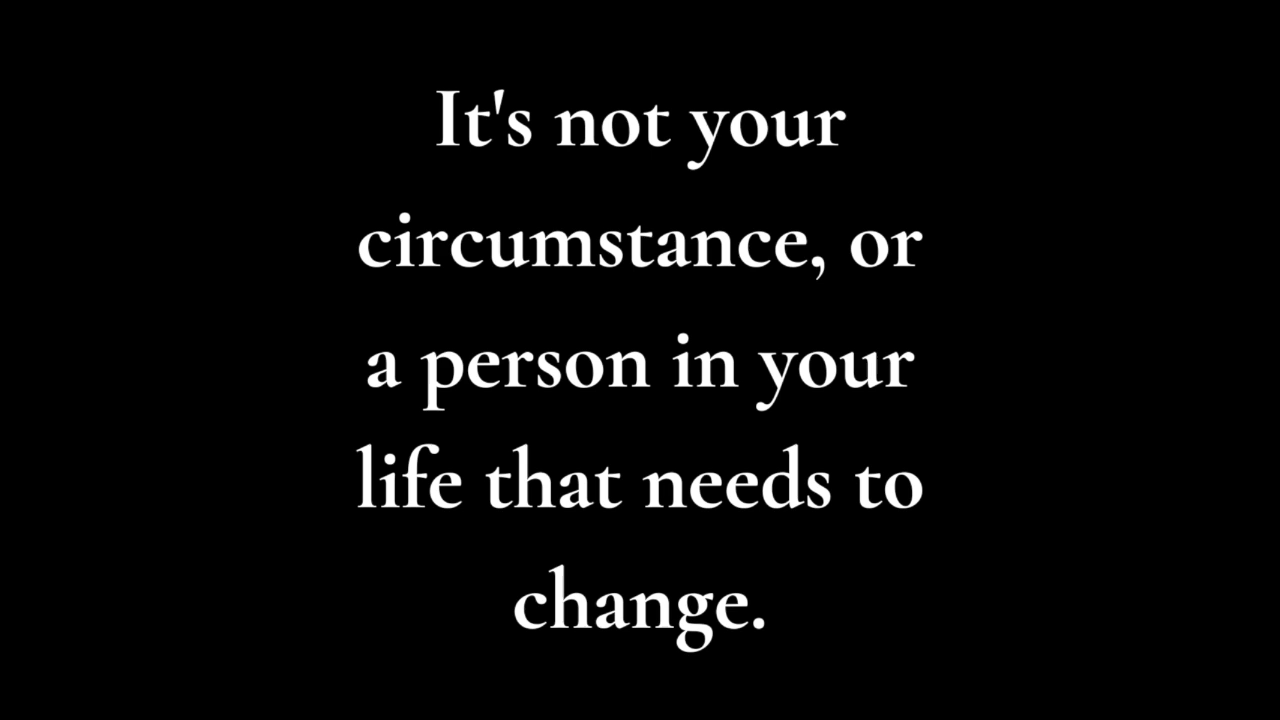 It's not your
circumstance, or
a person in your
life that needs to
change.